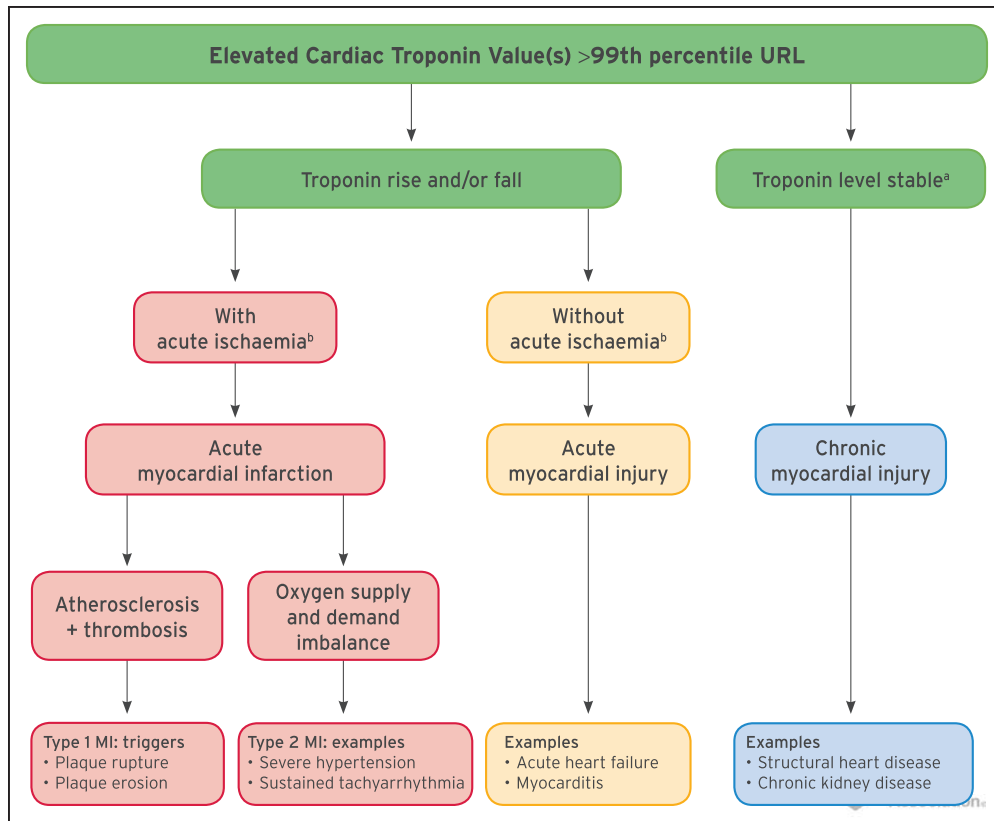 Elevated Cardiac Troponin Value(s) >99th percentile URL
Troponin rise and/or fall
Troponin level stableᵃ
With
acute ischaemiaᵇ
Without
acute ischaemiaᵇ
Acute
myocardial infarction
Acute
myocardial injury
Chronic
myocardial injury
Atherosclerosis
+ thrombosis
Oxygen supply
and demand
imbalance
Type 1 MI: triggers
• Plaque rupture
• Plaque erosion
Type 2 MI: examples
• Severe hypertension
• Sustained tachyarrhythmia
Examples
• Acute heart failure
• Myocarditis
Examples
• Structural heart disease
• Chronic kidney disease